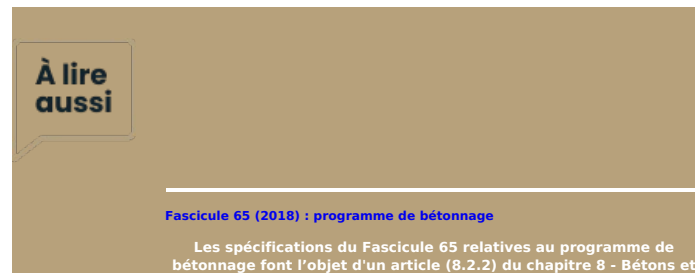 À lire
aussi
Fascicule 65 (2018) : programme de bétonnage
Les spécifications du Fascicule 65 relatives au programme de
bétonnage font l’objet d'un article (8.2.2) du chapitre 8 - Bétons et